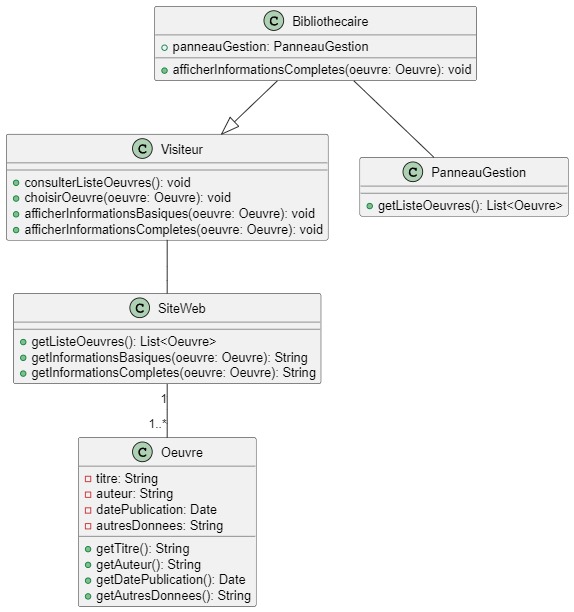 C Bibliothecaire
panneauGestion: PanneauGestion
afficherInformationsCompletes(oeuvre: Oeuvre): void
C Visiteur
consulterListeOeuvres(): void
choisirOeuvre(oeuvre: Oeuvre): void
afficherInformationsBasiques(oeuvre: Oeuvre): void
afficherInformationsCompletes(oeuvre: Oeuvre): void
C PanneauGestion
getListeOeuvres(): List<Oeuvre>
C SiteWeb
getListeOeuvres(): List<Oeuvre>
getInformationsBasiques(oeuvre: Oeuvre): String
getInformationsCompletes(oeuvre: Oeuvre): String
1
1..*
C Oeuvre
titre: String
auteur: String
datePublication: Date
autresDonnees: String
getTitre(): String
getAuteur(): String
getDatePublication(): Date
getAutresDonnees(): String